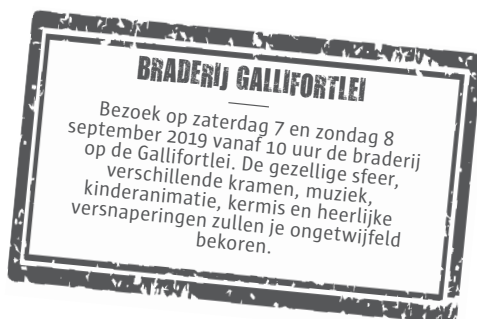 BRADERIJ GALLIFORTLEI
Bezoek op zaterdag 7 en zondag 8
september 2019 vanaf 10 uur de braderij
op de Gallifortlei. De gezellige sfeer,
verschillende kramen, muziek,
kinderanimatie, kermis en heerlijke
versnaperingen zullen je ongetwijfeld
bekoren.